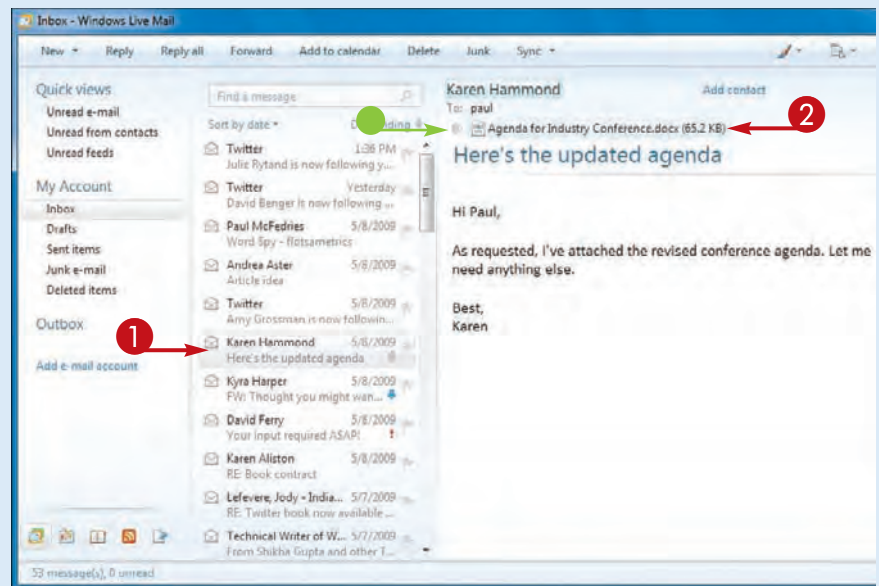 Inbox - Windows Live Mail
New Reply Reply all Forward Add to calendar Delete Junk Sync
Quick views
Unread e-mail
Unread from contacts
Unread feeds
My Account
Inbox
Drafts
Sent items
Junk e-mail
Deleted items
Outbox
Add e-mail account
1
Find a message
Sort by date
Twitter 1:36 PM
Julie Rytand is now following y...
Twitter Yesterday
David Benger is now following ...
Paul McFedries 5/8/2009
Word Spy - flotsametrics
Andrea Aster 5/8/2009
Article idea
Twitter 5/8/2009
Amy Grossman is now followin...
Karen Hammond 5/8/2009
Here's the updated agenda
Kyra Harper 5/8/2009
FW: Thought you might wan...
David Ferry 5/8/2009
Your input required ASAP!
Karen Aliston 5/8/2009
RE: Book contract
Lefevere, Jody - India... 5/7/2009
RE: Twitter book now available ...
Technical Writer of W... 5/7/2009
From Shikha Gupta and other T...
Karen Hammond Add contact
To: paul
Agenda for Industry Conference.docx (65.2 KB)
2
Here's the updated agenda
Hi Paul,
As requested, I've attached the revised conference agenda. Let me
need anything else.
Best,
Karen
53 message(s), 0 unread